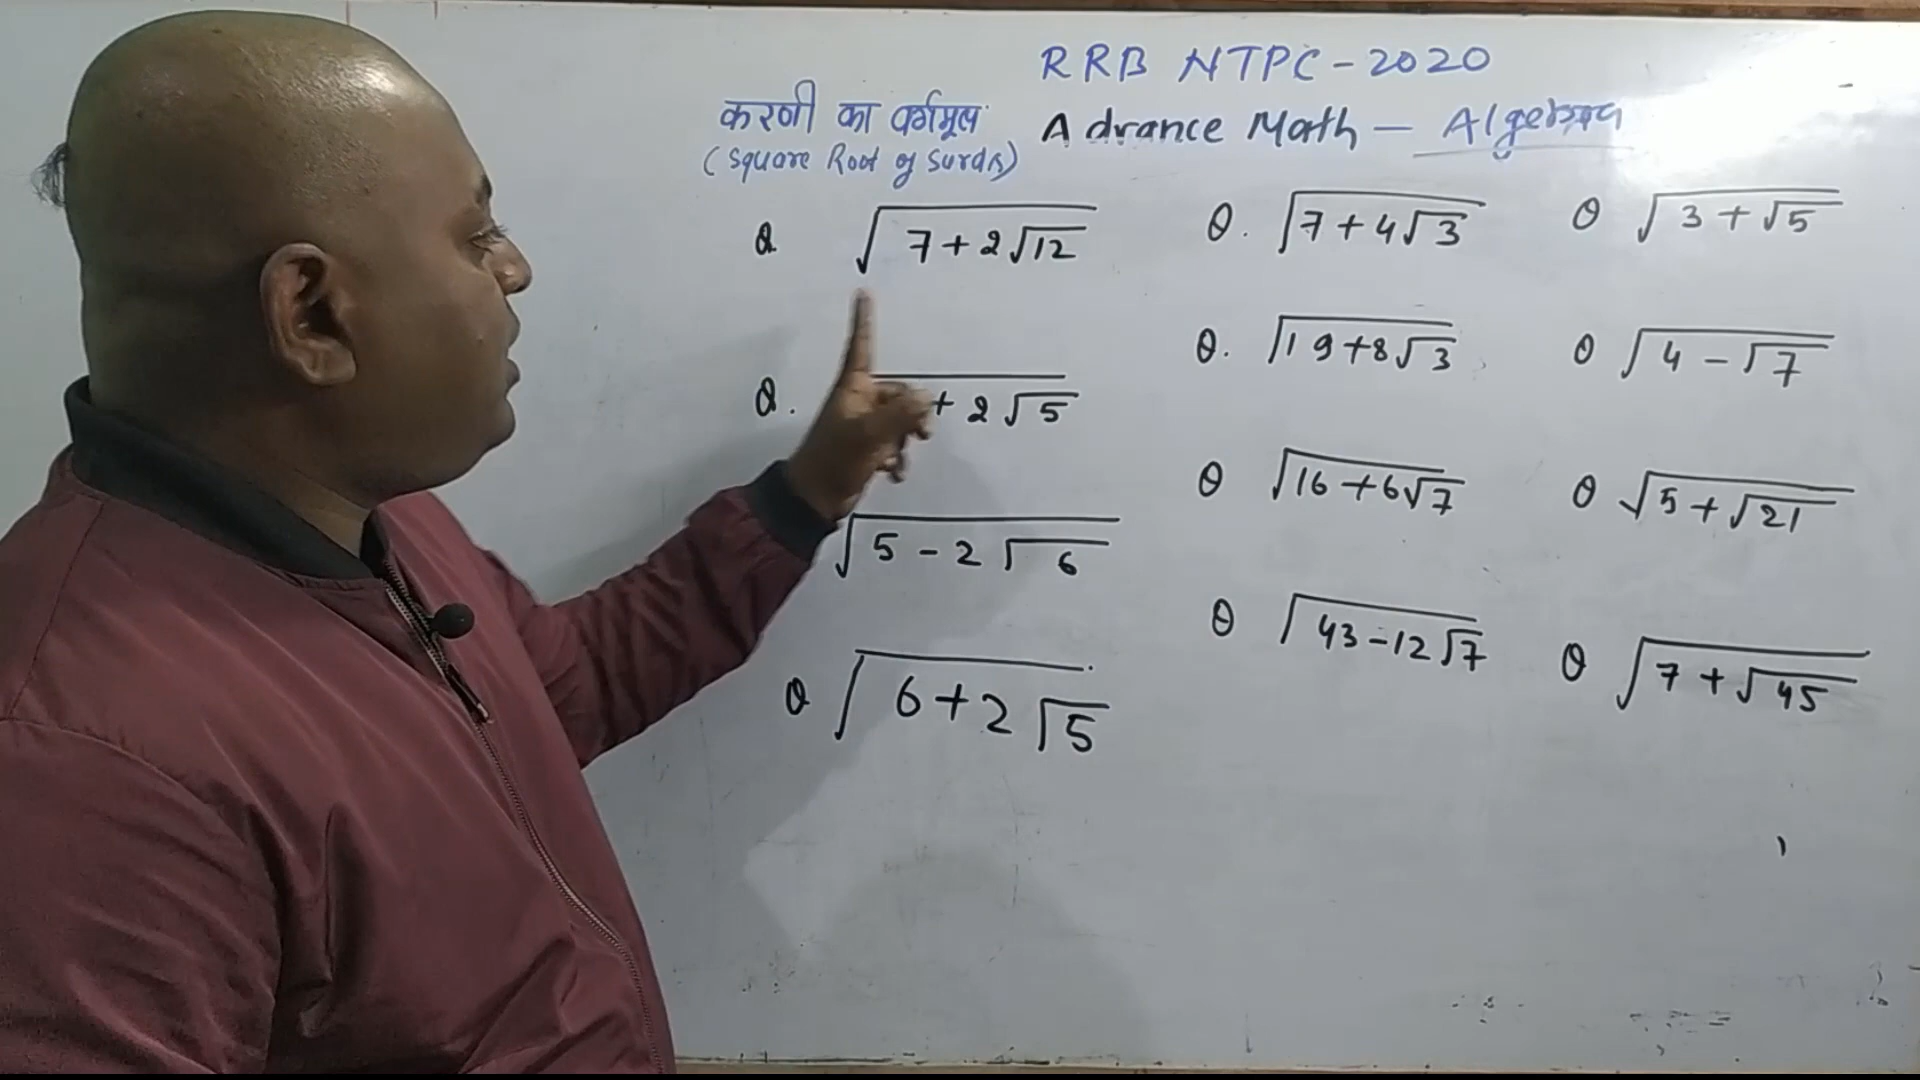 RRB NTPC-2020
करणी का वर्गमूल
Advance Math - Algebra
(Square Root of Surds)
Q √(7+2√12)
Q. √(7+4√3)
Q √(3+√5)
Q. + 2√5
Q. √(19+8√3)
Q √(4-√7)
√(5-2√6)
Q √(16+6√7)
Q √(5+√21)
Q √(6+2√5)
Q √(43-12√7)
Q √(7+√45)